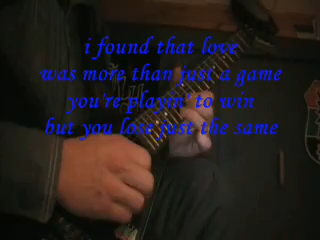 i found that love
was more than just a game
you're playin' to win
but you lose just the same